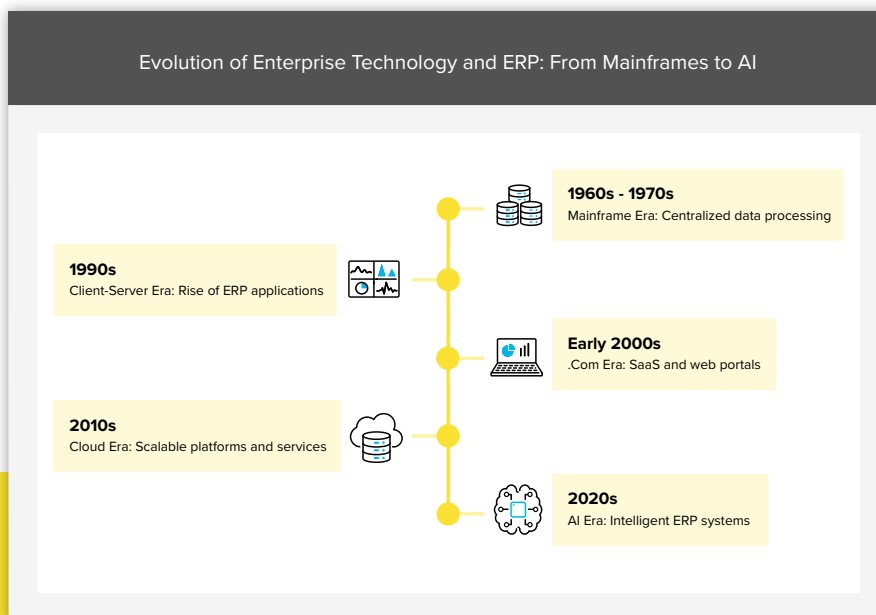 Evolution of Enterprise Technology and ERP: From Mainframes to AI
1960s - 1970s
Mainframe Era: Centralized data processing
1990s
Client-Server Era: Rise of ERP applications
Early 2000s
.Com Era: SaaS and web portals
2010s
Cloud Era: Scalable platforms and services
2020s
AI Era: Intelligent ERP systems